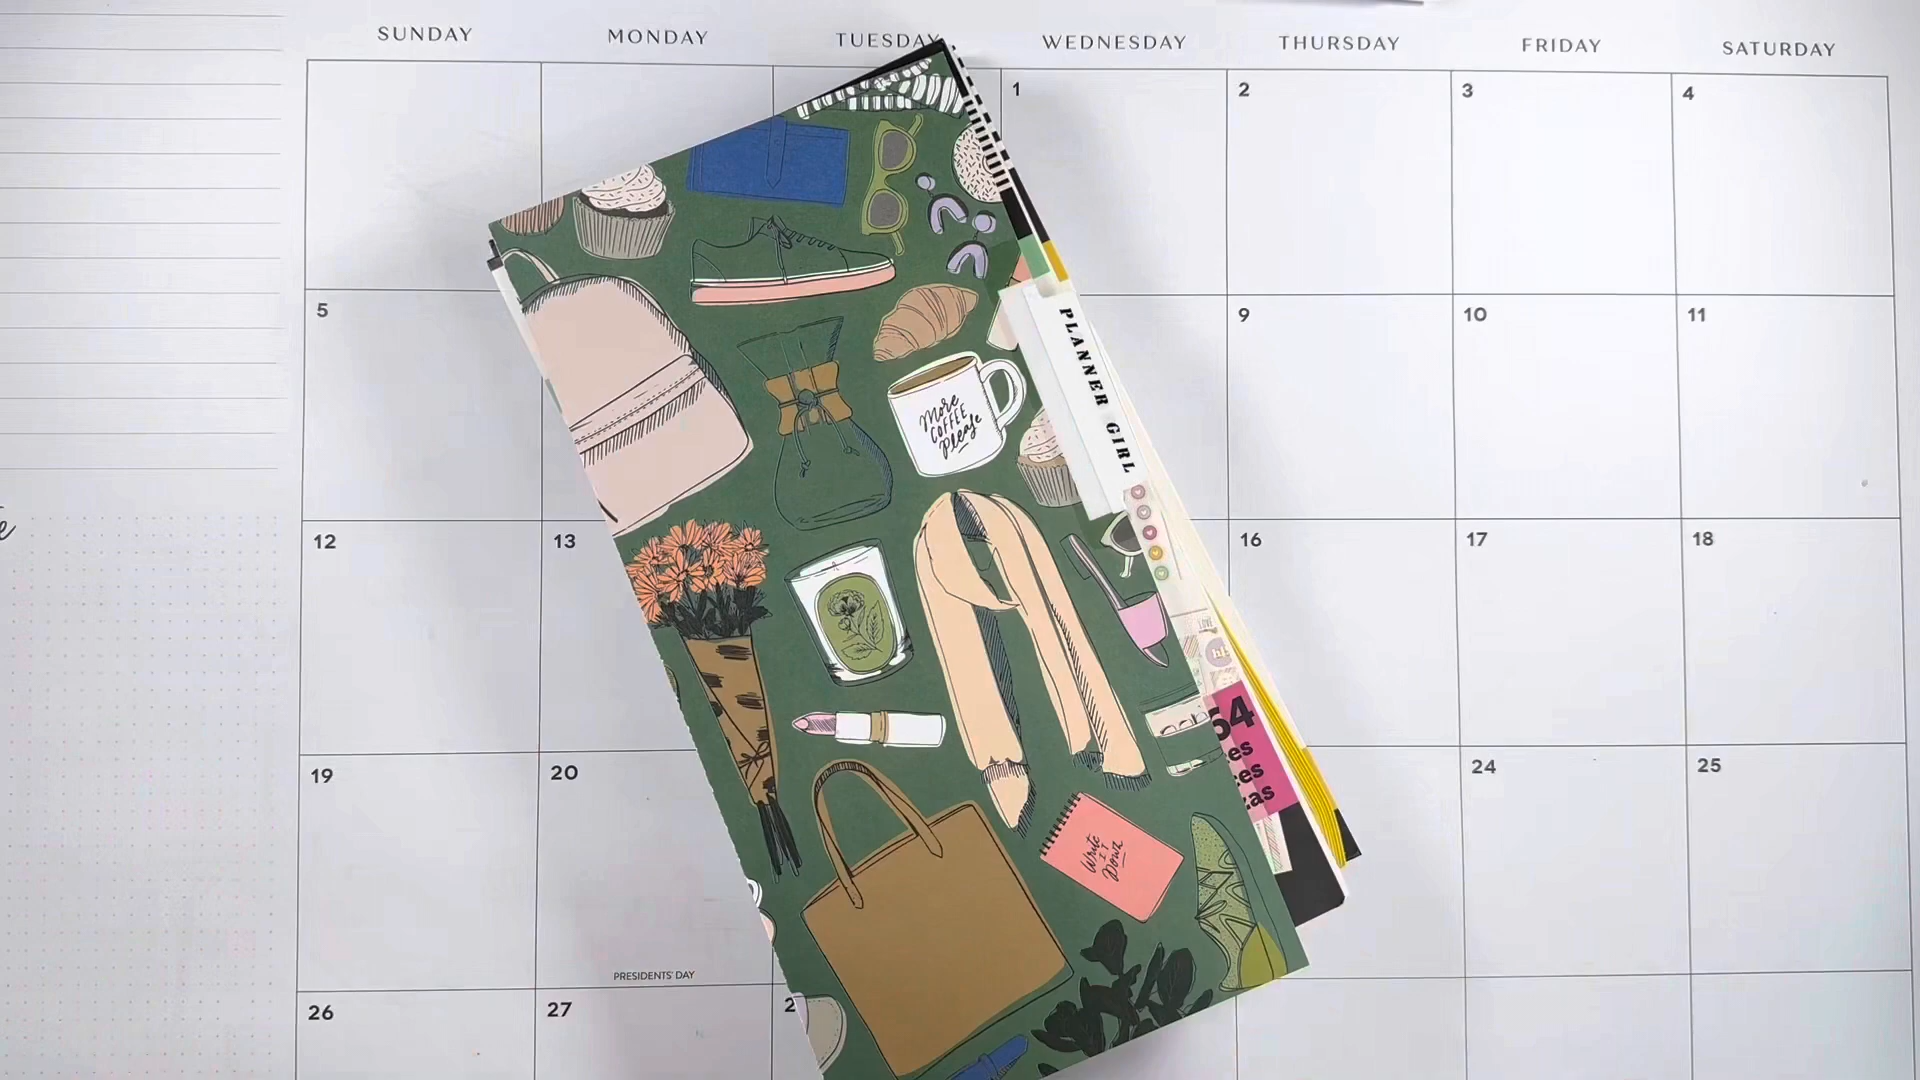 SUNDAY MONDAY TUESDAY WEDNESDAY THURSDAY FRIDAY SATURDAY
1 2 3 4
5 9 10 11
12 13 16 17 18
19 20 24 25
PRESIDENTS' DAY
26 27
PLANNER GIRL
More
COFFEE
Please
Write
IT
Down
64